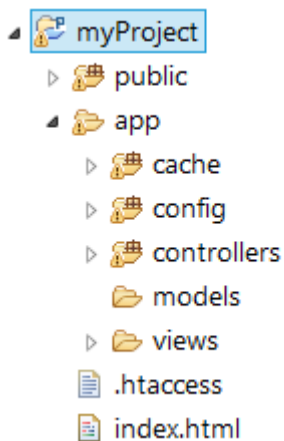 myProject
public
app
cache
config
controllers
models
views
.htaccess
index.html